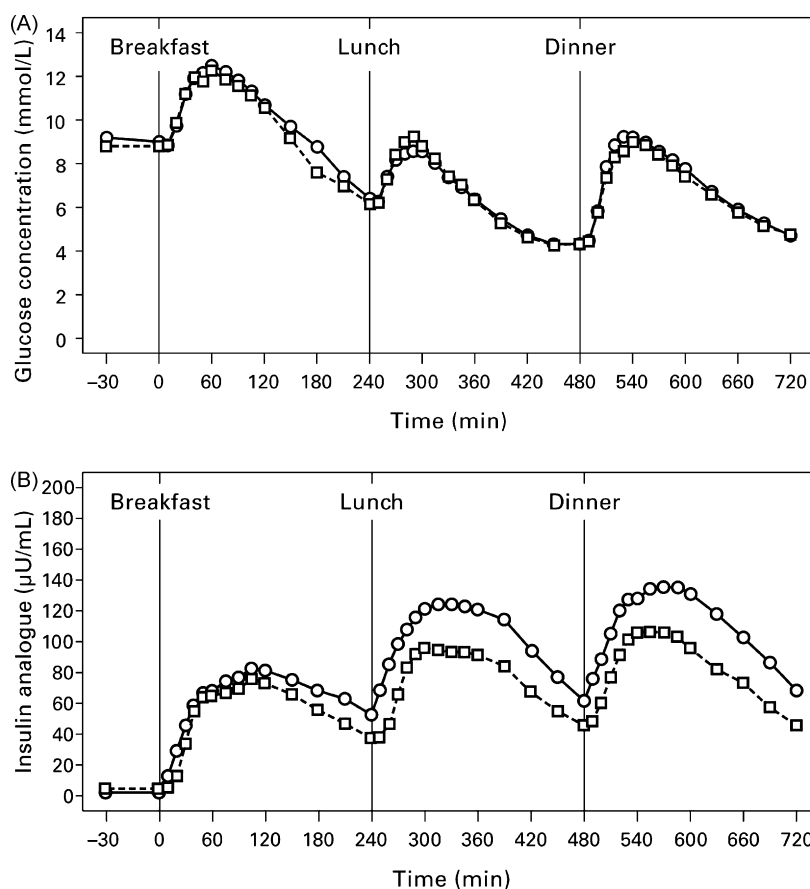 (A)
Glucose concentration (mmol/L)
14
12
10
8
6
4
2
0
Breakfast Lunch Dinner
−30 0 60 120 180 240 300 360 420 480 540 600 660 720
Time (min)
(B)
Insulin analogue (µU/mL)
200
180
160
140
120
100
80
60
40
20
0
Breakfast Lunch Dinner
−30 0 60 120 180 240 300 360 420 480 540 600 660 720
Time (min)